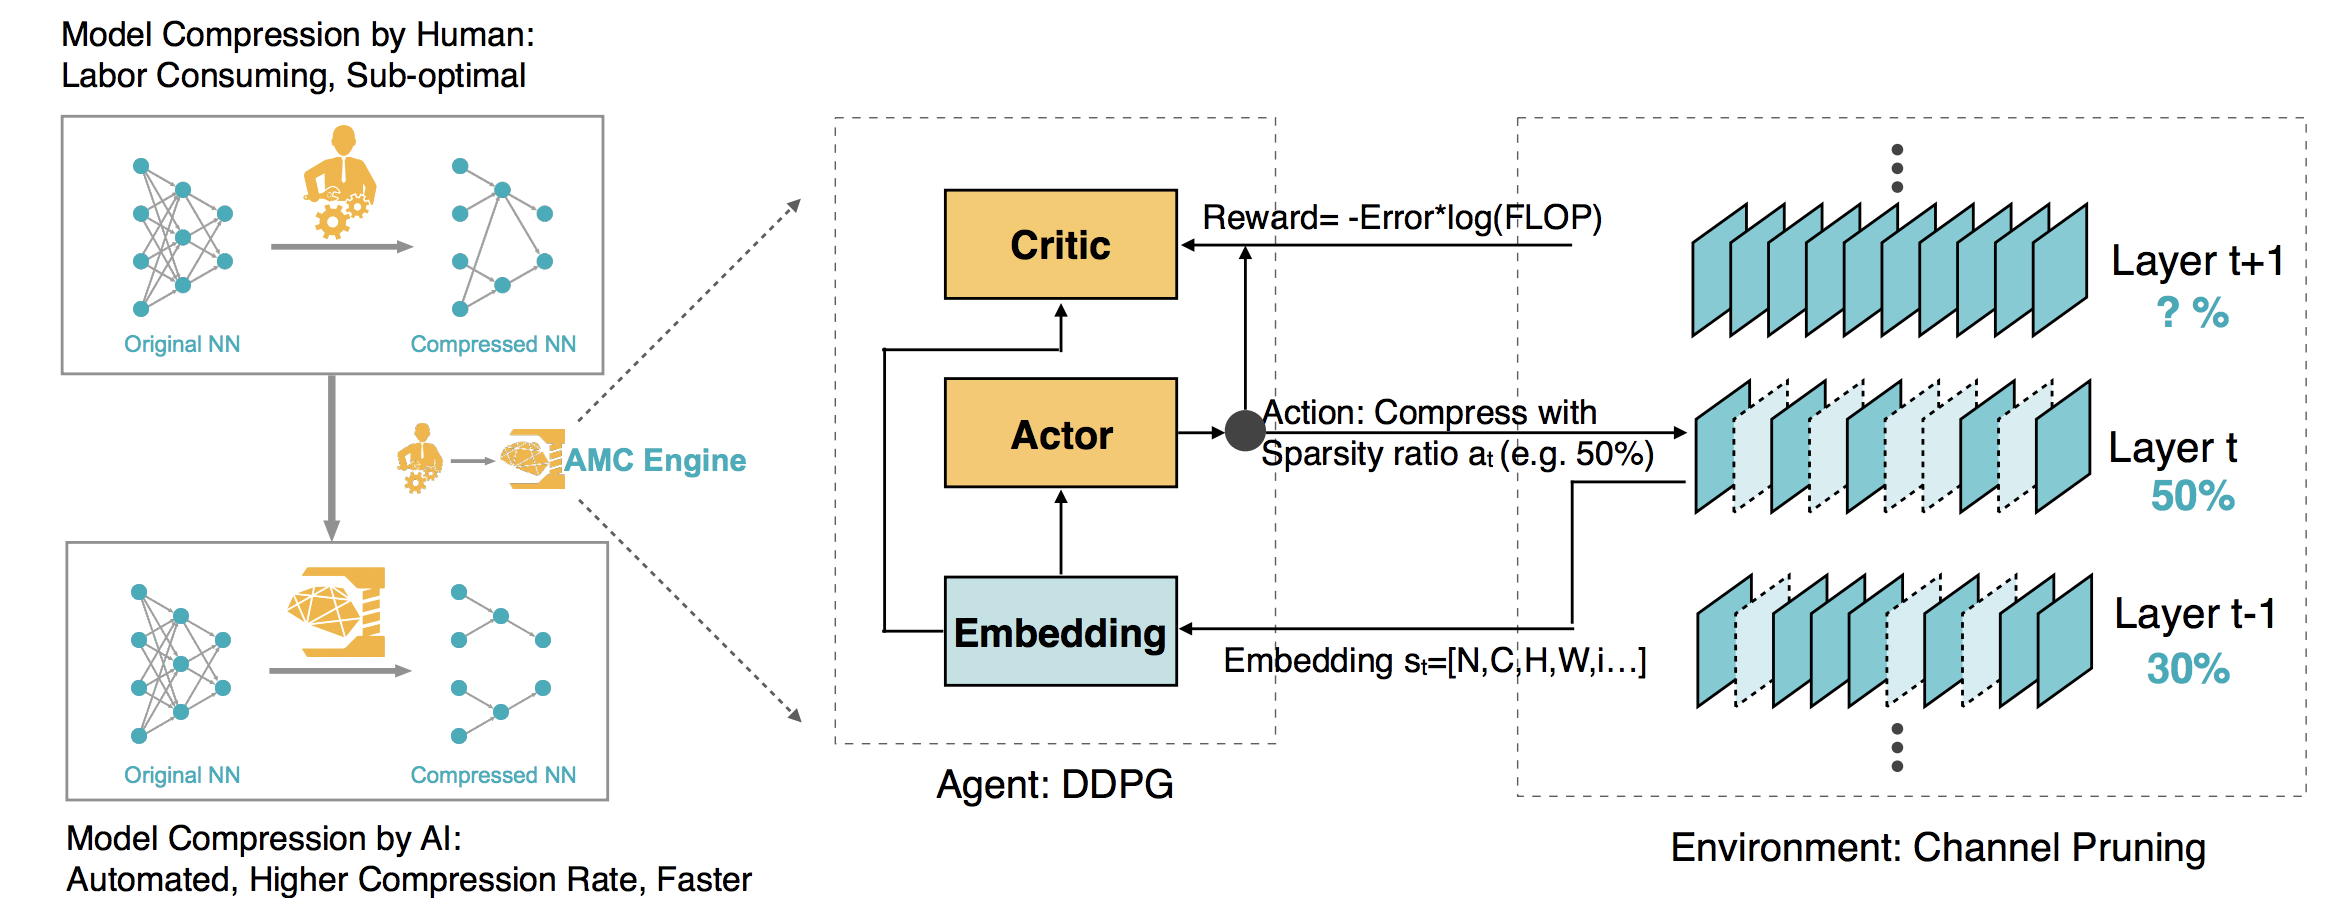 Model Compression by Human:
Labor Consuming, Sub-optimal
Original NN
Compressed NN
AMC Engine
Original NN
Compressed NN
Model Compression by AI:
Automated, Higher Compression Rate, Faster
Critic
Actor
Embedding
Agent: DDPG
Reward= -Error*log(FLOP)
Action: Compress with
Sparsity ratio at (e.g. 50%)
Embedding st=[N,C,H,W,i…]
Layer t+1
? %
Layer t
50%
Layer t-1
30%
Environment: Channel Pruning